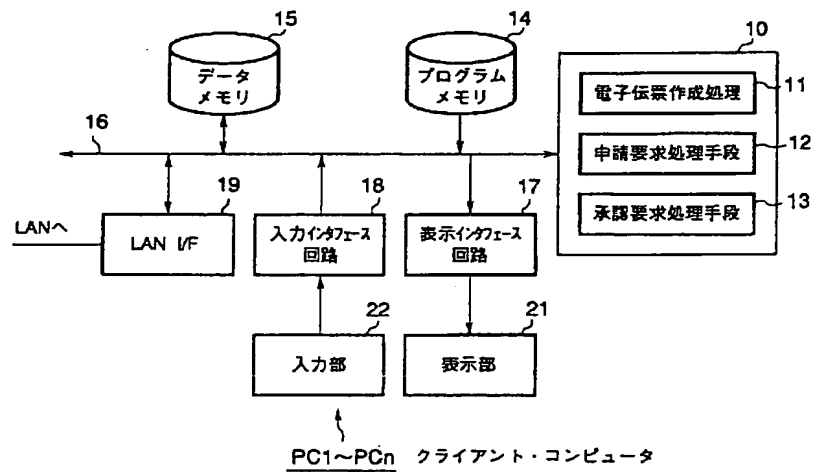 15
14
10
データ
メモリ
プログラム
メモリ
電子伝票作成処理
11
申請要求処理手段
12
承認要求処理手段
13
16
19
18
17
LANへ
LAN I/F
入力インタフェース
回路
表示インタフェース
回路
22
21
入力部
表示部
PC1～PCn クライアント・コンピュータ